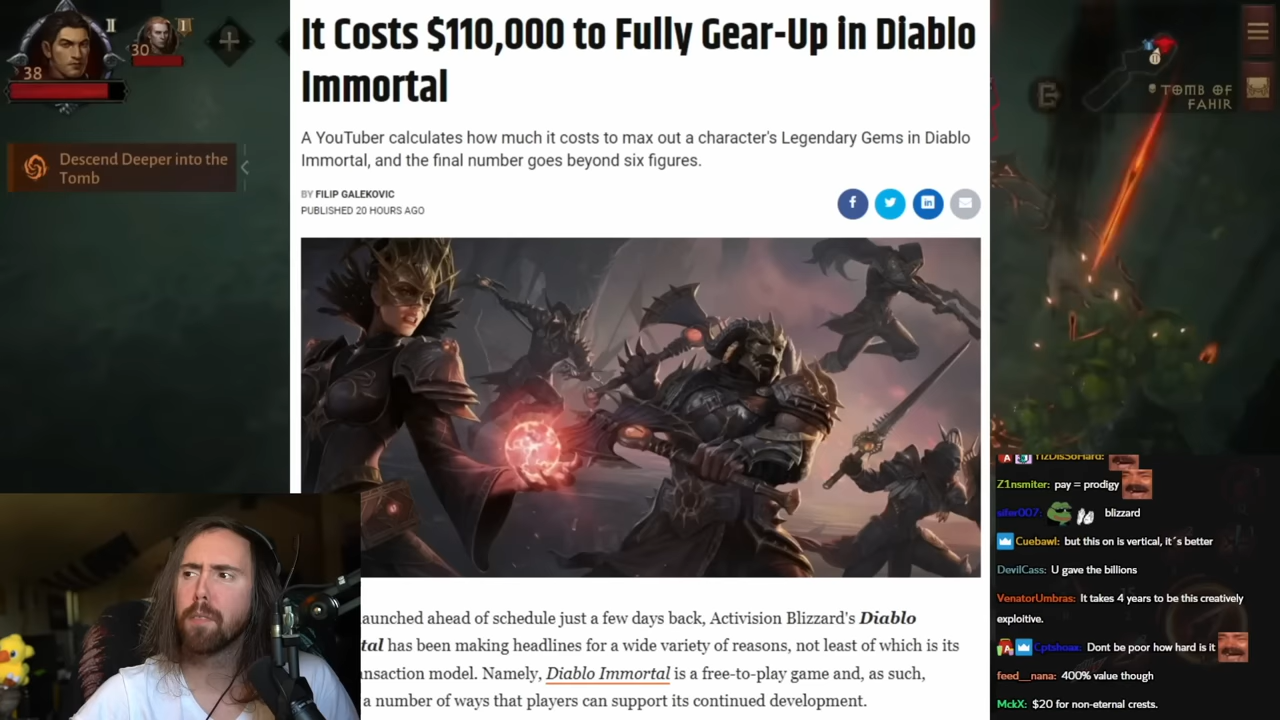 It Costs $110,000 to Fully Gear-Up in Diablo
Immortal
A YouTuber calculates how much it costs to max out a character's Legendary Gems in Diablo
Immortal, and the final number goes beyond six figures.
BY FILIP GALEKOVIC
PUBLISHED 20 HOURS AGO
II
38
30
Descend Deeper into the
Tomb
TOMB OF
FAHIR
aunched ahead of schedule just a few days back, Activision Blizzard's Diablo
tal has been making headlines for a wide variety of reasons, not least of which is its
nsaction model. Namely, Diablo Immortal is a free-to-play game and, as such,
a number of ways that players can support its continued development.
Z1nsmiter: pay = prodigy
blizzard
Cuebawl: but this on is vertical, it´s better
DevilCass: U gave the billions
VenatorUmbras: It takes 4 years to be this creatively
exploitive.
Cptshoax: Dont be poor how hard is it
feed__nana: 400% value though
MckX: $20 for non-eternal crests.